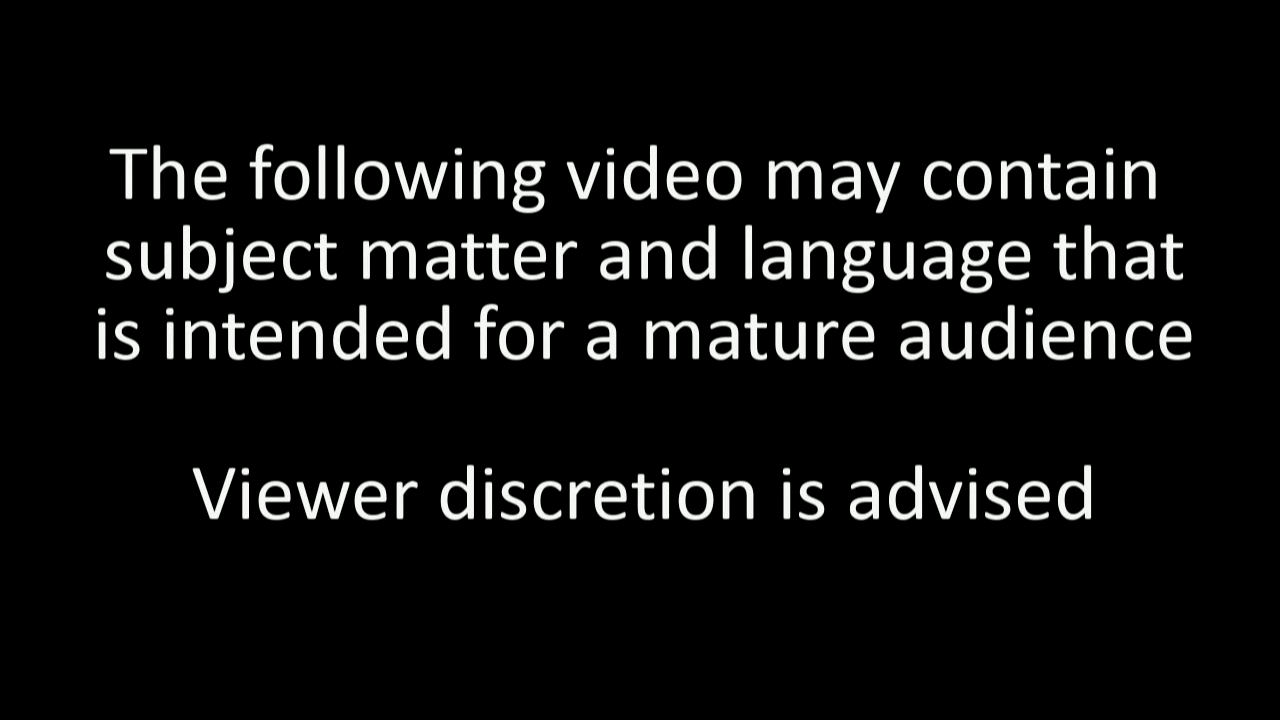 The following video may contain
subject matter and language that
is intended for a mature audience
Viewer discretion is advised